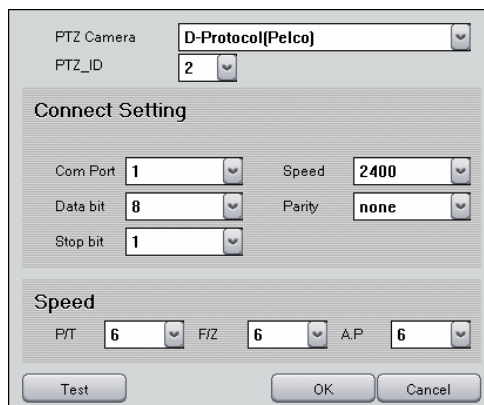 PTZ Camera D-Protocol(Pelco)
PTZ_ID 2
Connect Setting
Com Port 1 Speed 2400
Data bit 8 Parity none
Stop bit 1
Speed
P/T 6 F/Z 6 A.P 6
Test OK Cancel